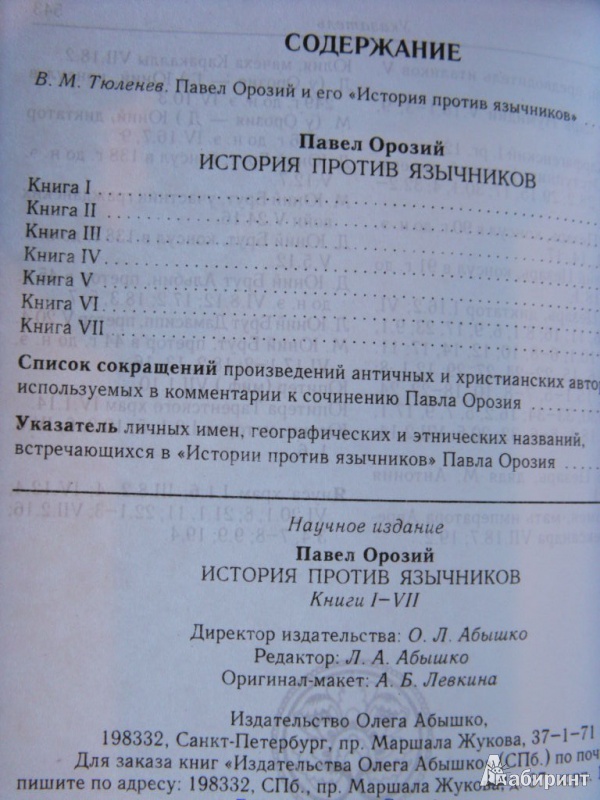 СОДЕРЖАНИЕ
В. М. Тюленев. Павел Орозий и его «История против язычников»
Павел Орозий
ИСТОРИЯ ПРОТИВ ЯЗЫЧНИКОВ
Книга I
Книга II
Книга III
Книга IV
Книга V
Книга VI
Книга VII
Список сокращений произведений античных и христианских автор
используемых в комментарии к сочинению Павла Орозия
Указатель личных имен, географических и этнических названий,
встречающихся в «Истории против язычников» Павла Орозия
Научное издание
Павел Орозий
ИСТОРИЯ ПРОТИВ ЯЗЫЧНИКОВ
Книги I–VII
Директор издательства: О. Л. Абышко
Редактор: Л. А. Абышко
Оригинал-макет: А. Б. Левкина
Издательство Олега Абышко,
198332, Санкт-Петербург, пр. Маршала Жукова, 37-1-71
Для заказа книг «Издательства Олега Абышко» (СПб.) по поч
пишите по адресу: 198332, СПб., пр. Маршала Жукова, д.
Лабиринт